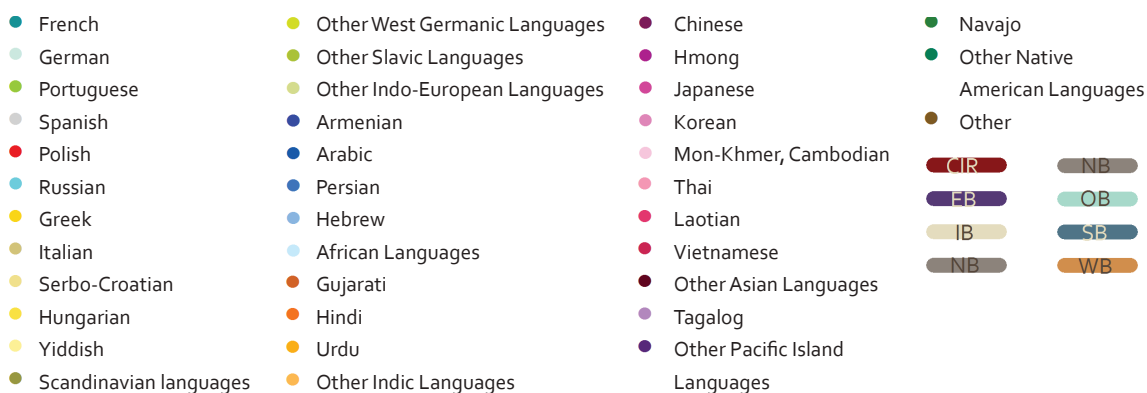 French
German
Portuguese
Spanish
Polish
Russian
Greek
Italian
Serbo-Croatian
Hungarian
Yiddish
Scandinavian languages
Other West Germanic Languages
Other Slavic Languages
Other Indo-European Languages
Armenian
Arabic
Persian
Hebrew
African Languages
Gujarati
Hindi
Urdu
Other Indic Languages
Chinese
Hmong
Japanese
Korean
Mon-Khmer, Cambodian
Thai
Laotian
Vietnamese
Other Asian Languages
Tagalog
Other Pacific Island
Languages
Navajo
Other Native
American Languages
Other
CIR
EB
IB
NB
NB
OB
SB
WB